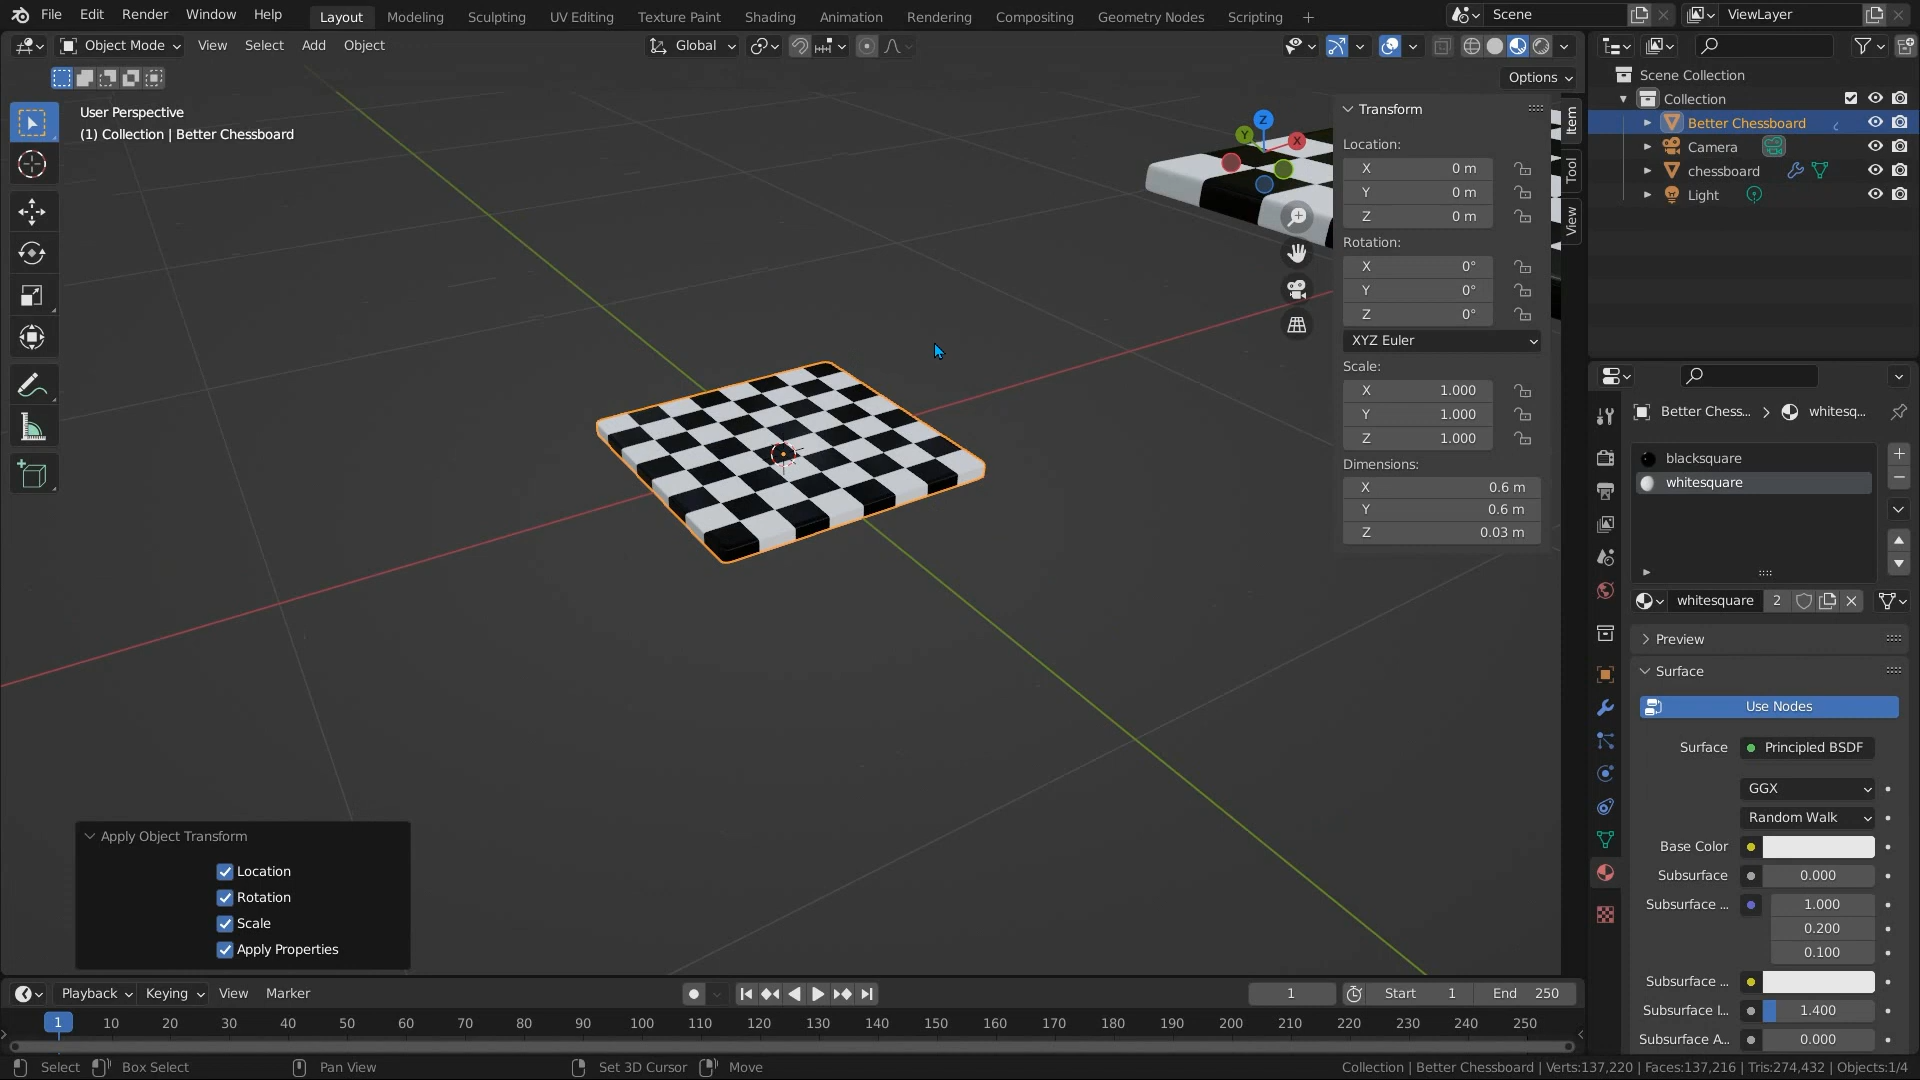 File Edit Render Window Help
Layout Modeling Sculpting UV Editing Texture Paint Shading Animation Rendering Compositing Geometry Nodes Scripting +
Scene
ViewLayer
Object Mode View Select Add Object
Global
Options
User Perspective
(1) Collection | Better Chessboard
Z
Y
X
Item
Tool
View
Transform
Location:
X 0 m
Y 0 m
Z 0 m
Rotation:
X 0°
Y 0°
Z 0°
XYZ Euler
Scale:
X 1.000
Y 1.000
Z 1.000
Dimensions:
X 0.6 m
Y 0.6 m
Z 0.03 m
Scene Collection
Collection
Better Chessboard
Camera
chessboard
Light
Better Chess... > whitesq...
blacksquare
whitesquare
whitesquare 2
Preview
Surface
Use Nodes
Surface Principled BSDF
GGX
Random Walk
Base Color
Subsurface 0.000
Subsurface ... 1.000
0.200
0.100
Subsurface ...
Subsurface I... 1.400
Subsurface A... 0.000
Apply Object Transform
Location
Rotation
Scale
Apply Properties
Playback Keying View Marker
1
Start 1
End 250
1 10 20 30 40 50 60 70 80 90 100 110 120 130 140 150 160 170 180 190 200 210 220 230 240 250
Select Box Select Pan View Set 3D Cursor Move
Collection | Better Chessboard | Verts:137,220 | Faces:137,216 | Tris:274,432 | Objects:1/4